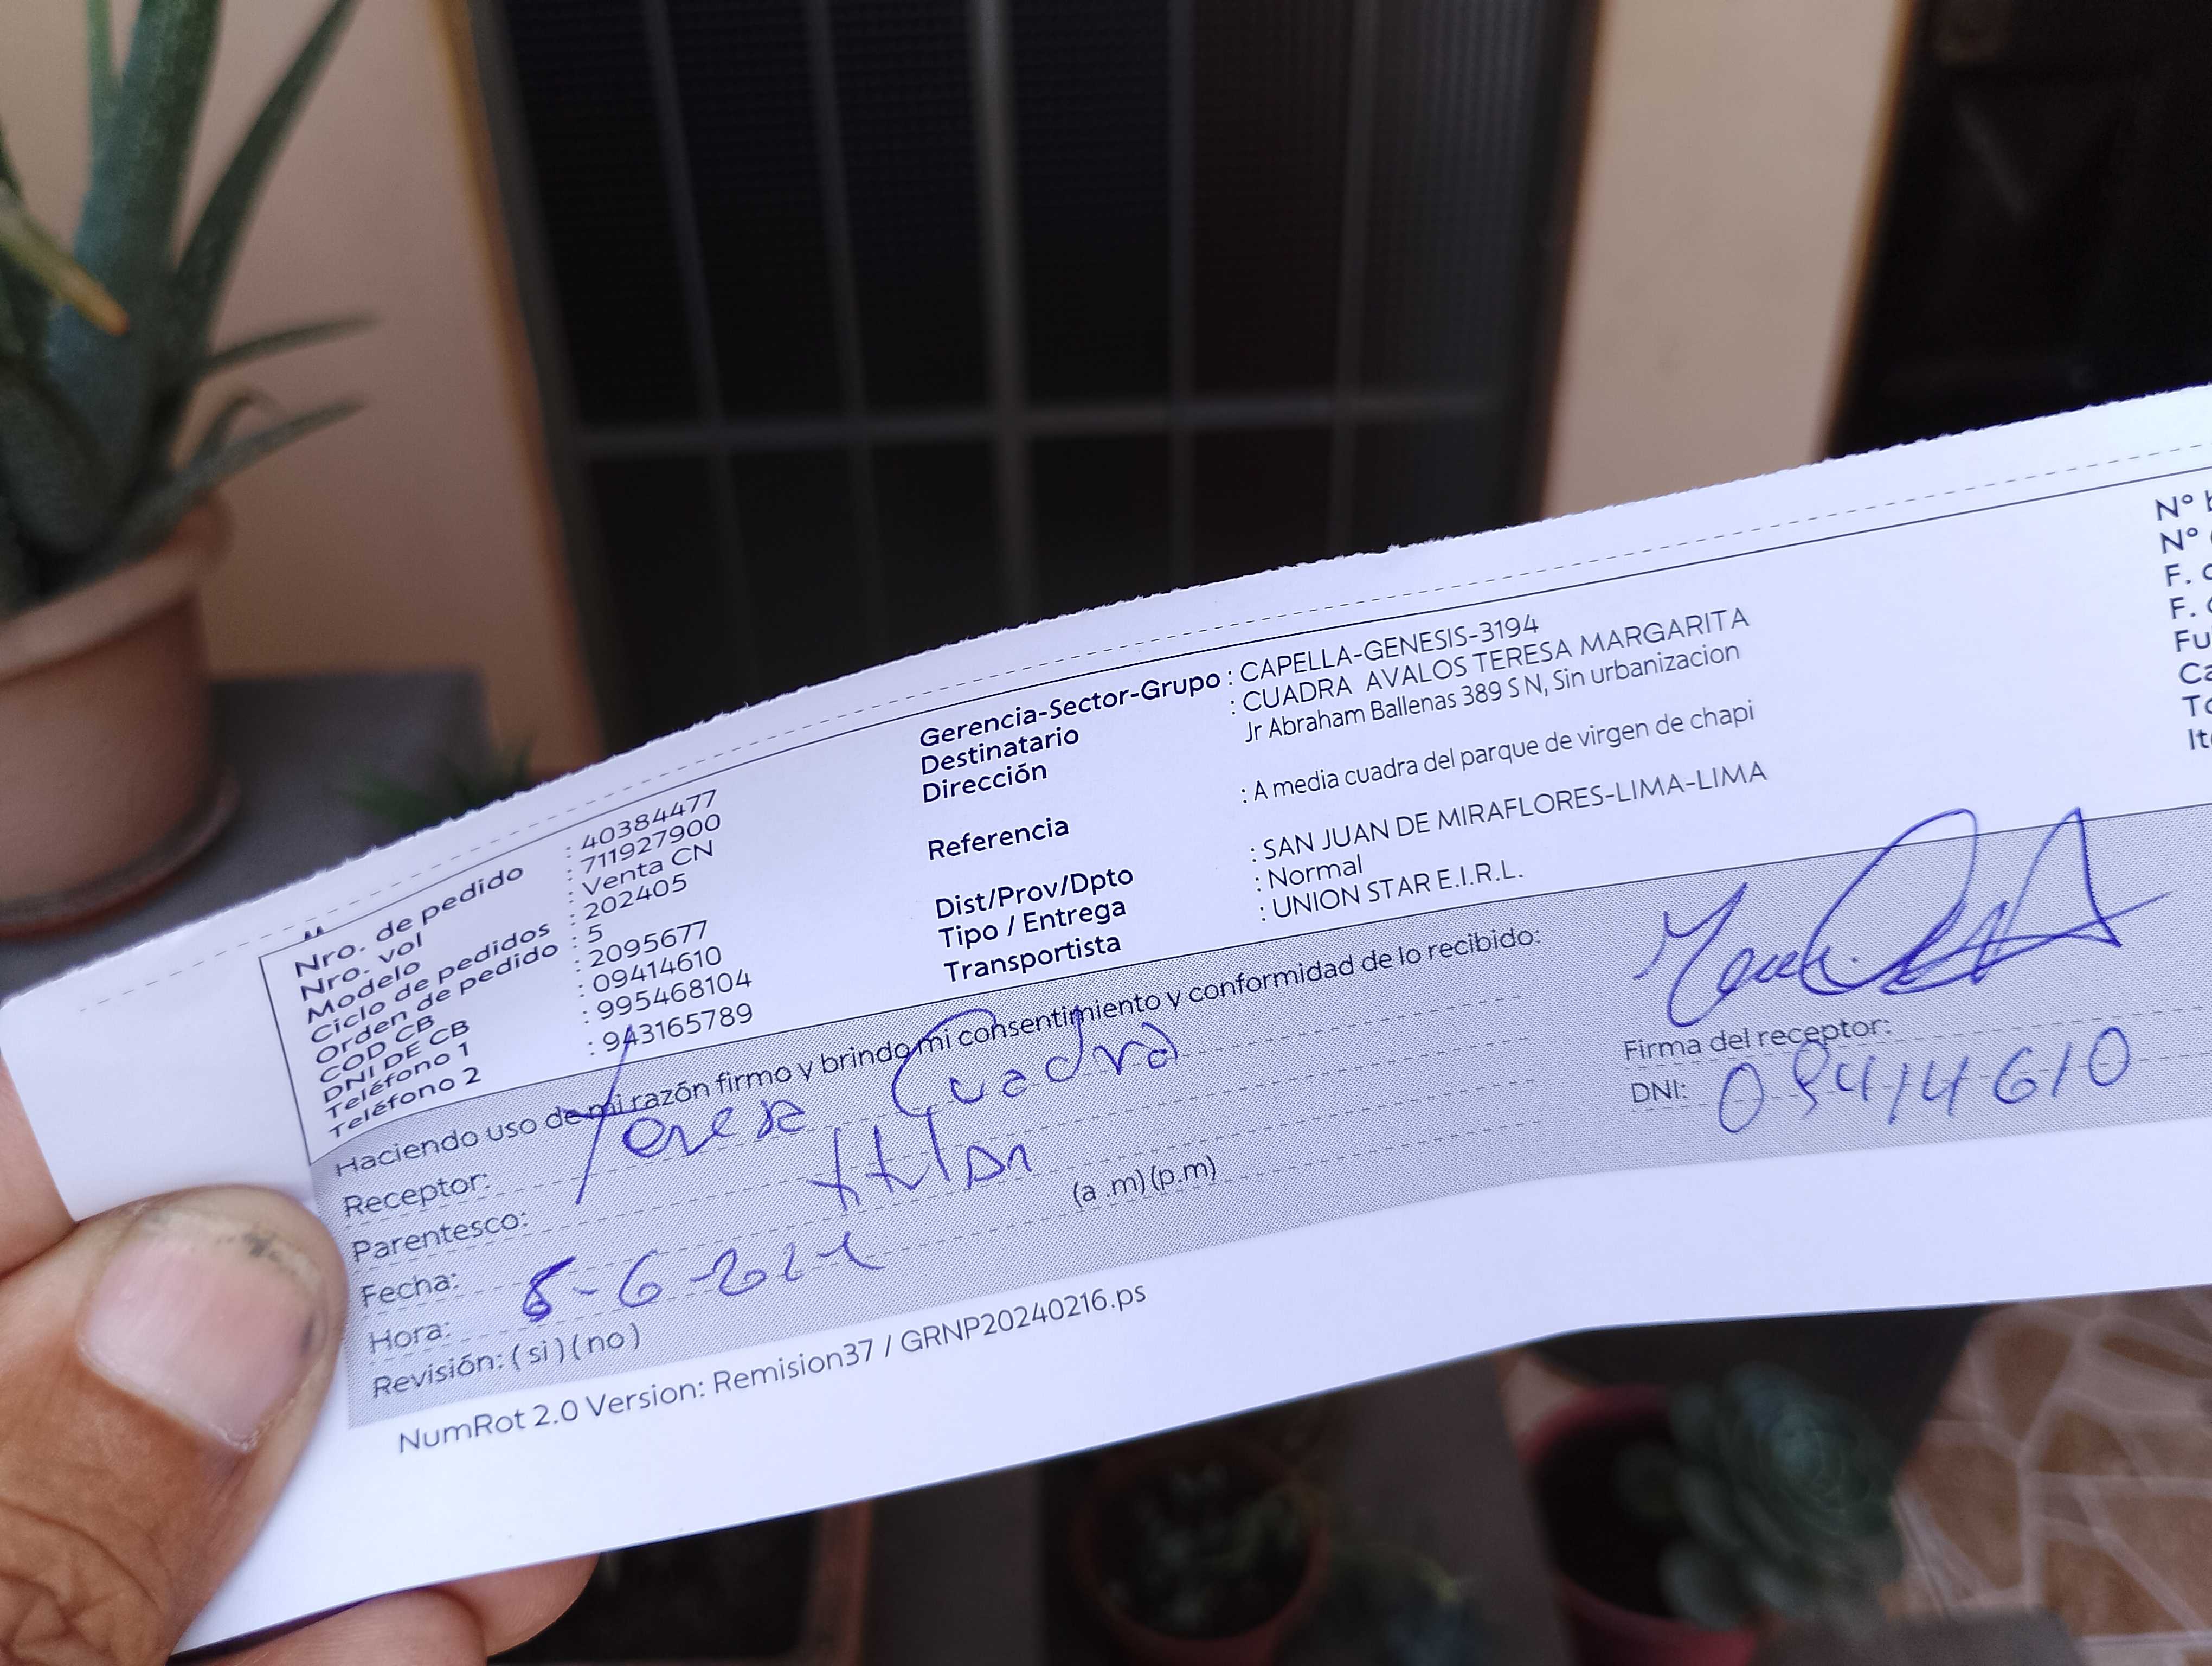 Nro. de pedido : 40384477
Nro. vol : 711927900
Modelo : Venta CN
Ciclo de pedidos : 202405
Orden de pedido : 5
COD CB : 2095677
DNI DE CB : 09414610
Teléfono 1 : 995468104
Teléfono 2 : 943165789
Gerencia-Sector-Grupo : CAPELLA-GENESIS-3194
Destinatario : CUADRA AVALOS TERESA MARGARITA
Dirección Jr Abraham Ballenas 389 S N, Sin urbanizacion
Referencia : A media cuadra del parque de virgen de chapi
Dist/Prov/Dpto : SAN JUAN DE MIRAFLORES-LIMA-LIMA
Tipo / Entrega : Normal
Transportista : UNION STAR E.I.R.L.
Nº
Nº
F.
F.
Haciendo uso de mi razón firmo y brindo mi consentimiento y conformidad de lo recibido:
Receptor: Teresa Cuadra
Parentesco:
Fecha: 5-6-2024
Hora: (a .m) (p.m)
Revisión: ( si ) ( no )
Firma del receptor:
DNI: 09414610
NumRot 2.0 Version: Remision37 / GRNP20240216.ps